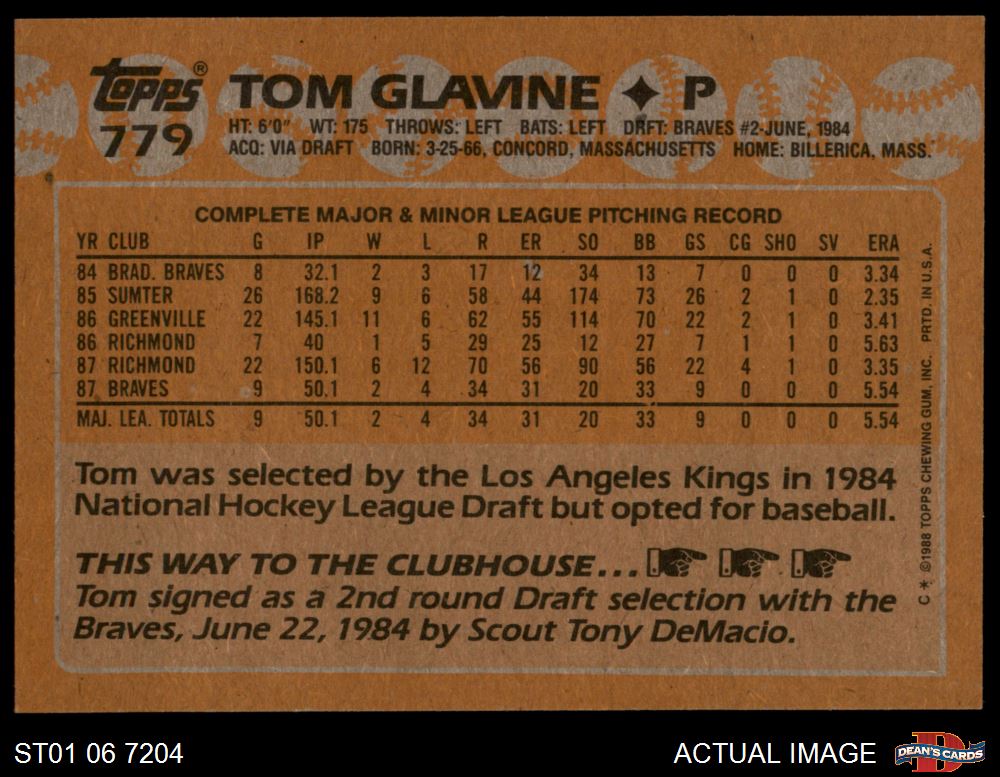 topps®
779
TOM GLAVINE ✦ P
HT: 6'0" WT: 175 THROWS: LEFT BATS: LEFT DRFT: BRAVES #2-JUNE, 1984
ACQ: VIA DRAFT BORN: 3-25-66, CONCORD, MASSACHUSETTS HOME: BILLERICA, MASS.
COMPLETE MAJOR & MINOR LEAGUE PITCHING RECORD
YR CLUB G IP W L R ER SO BB GS CG SHO SV ERA
84 BRAD. BRAVES 8 32.1 2 3 17 12 34 13 7 0 0 0 3.34
85 SUMTER 26 168.2 9 6 58 44 174 73 26 2 1 0 2.35
86 GREENVILLE 22 145.1 11 6 62 55 114 70 22 2 1 0 3.41
86 RICHMOND 7 40 1 5 29 25 12 27 7 1 1 0 5.63
87 RICHMOND 22 150.1 6 12 70 56 90 56 22 4 1 0 3.35
87 BRAVES 9 50.1 2 4 34 31 20 33 9 0 0 0 5.54
MAJ. LEA. TOTALS 9 50.1 2 4 34 31 20 33 9 0 0 0 5.54
Tom was selected by the Los Angeles Kings in 1984
National Hockey League Draft but opted for baseball.
THIS WAY TO THE CLUBHOUSE...
Tom signed as a 2nd round Draft selection with the
Braves, June 22, 1984 by Scout Tony DeMacio.
C * ©1988 TOPPS CHEWING GUM, INC. PRTD. IN U.S.A.
ST01 06 7204
ACTUAL IMAGE
D
DEAN'S CARDS